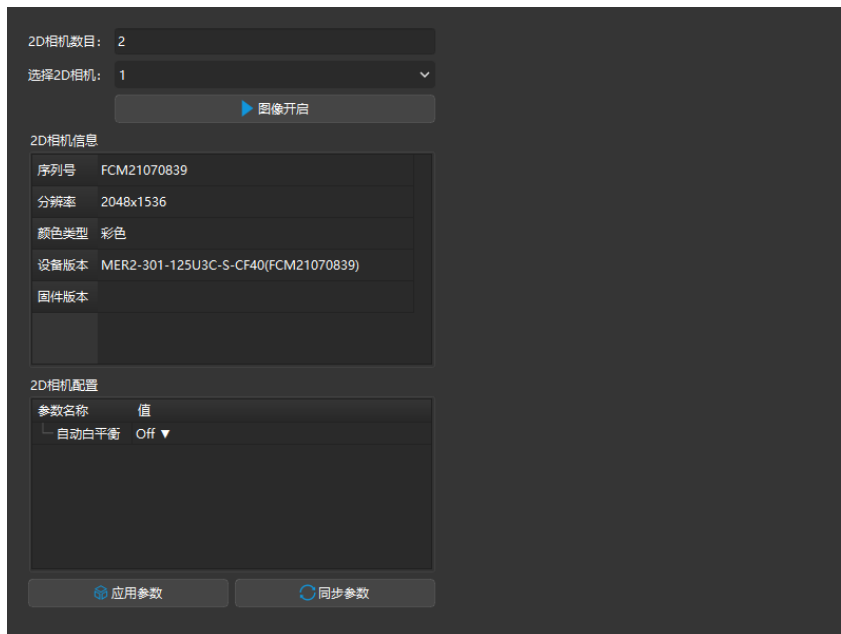 2D相机数目： 2
选择2D相机： 1
图像开启
2D相机信息
序列号 FCM21070839
分辨率 2048x1536
颜色类型 彩色
设备版本 MER2-301-125U3C-S-CF40(FCM21070839)
固件版本
2D相机配置
参数名称 值
自动白平衡 Off ▼
应用参数 同步参数